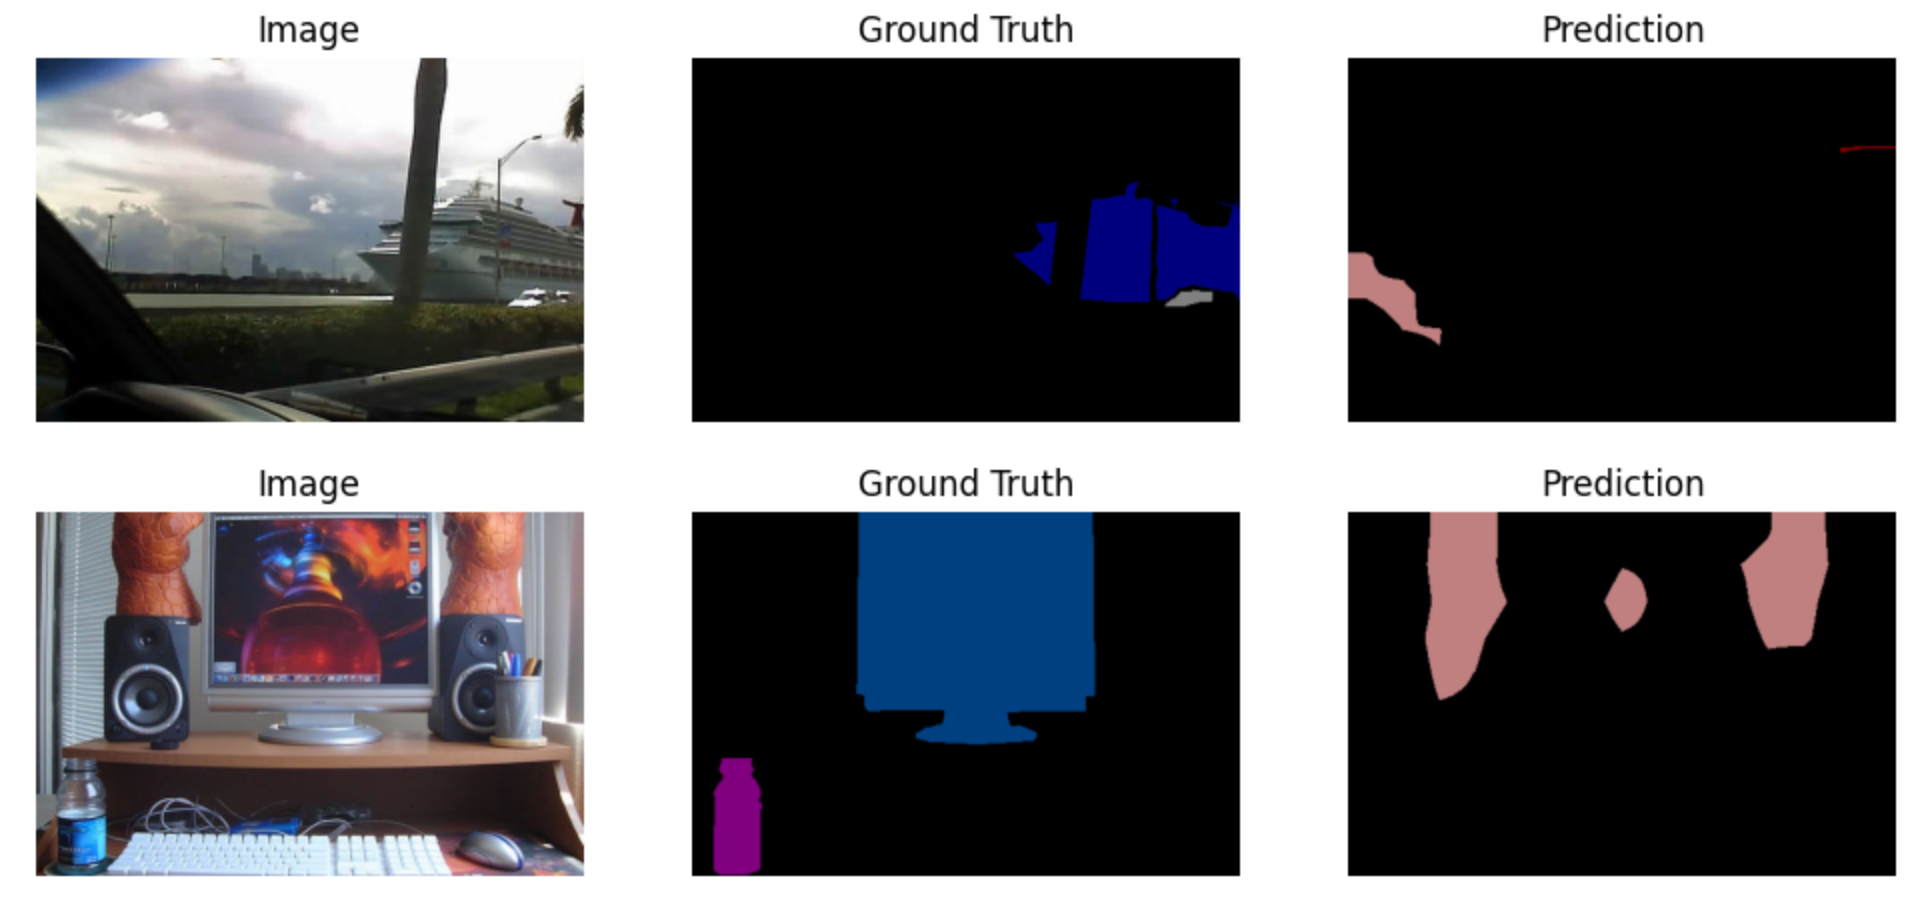 Image
Ground Truth
Prediction
Image
Ground Truth
Prediction